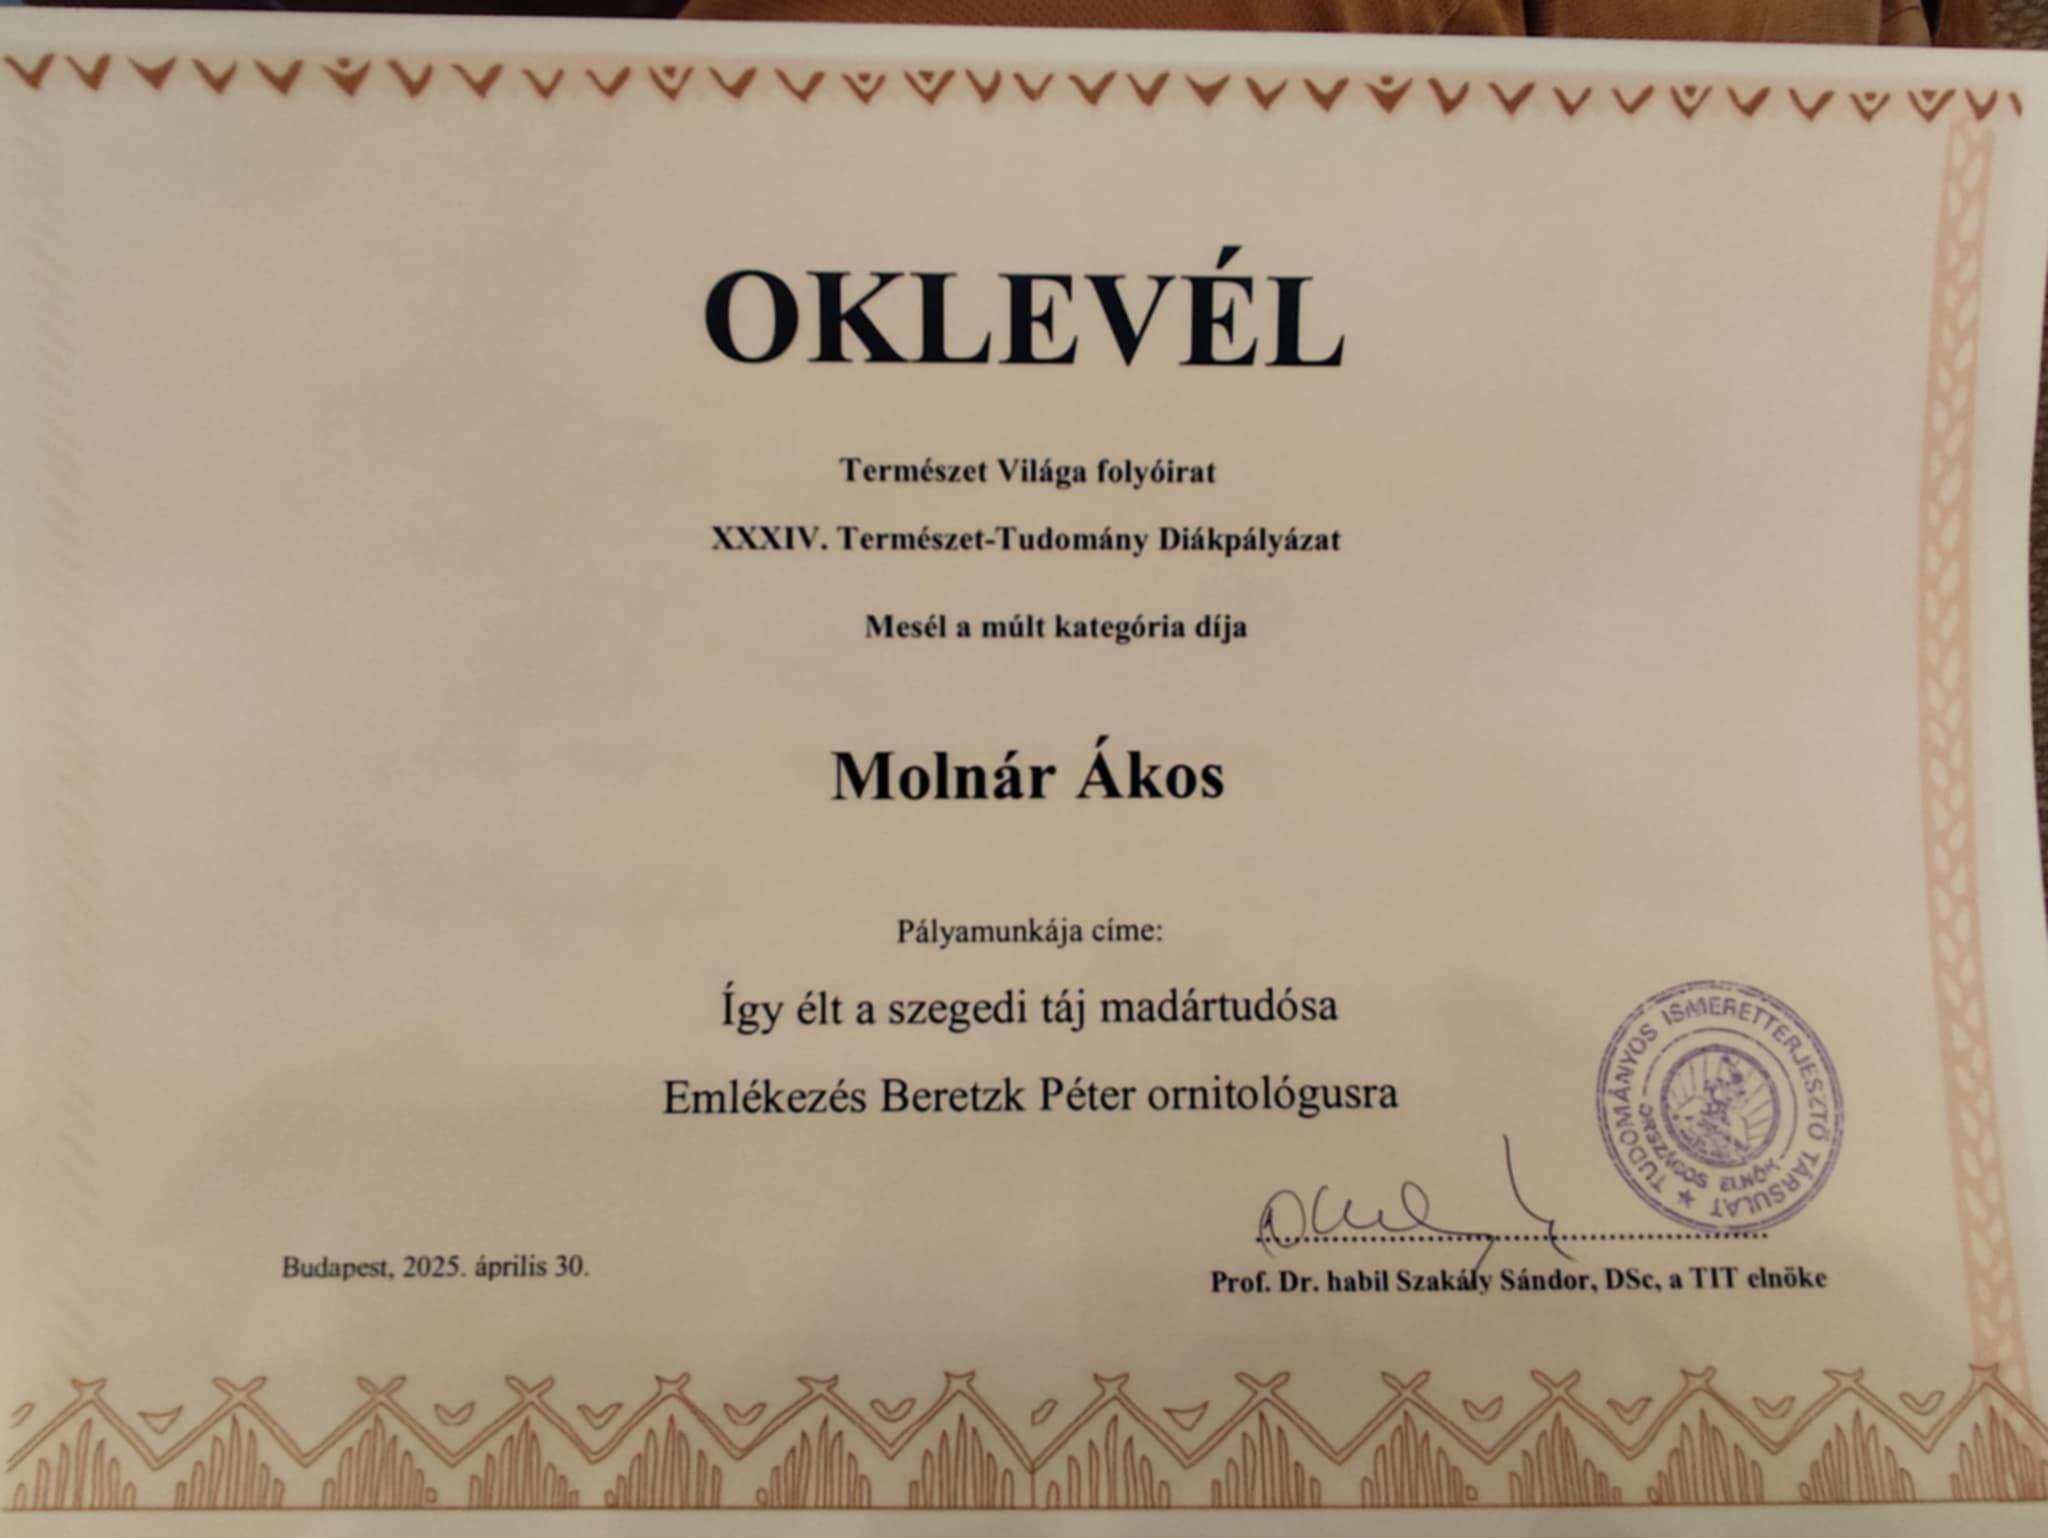 OKLEVÉL
Természet Világa folyóirat
XXXIV. Természet-Tudomány Diákpályázat
Mesél a múlt kategória díja
Molnár Ákos
Pályamunkája címe:
Így élt a szegedi táj madártudósa
Emlékezés Beretzk Péter ornitológusra
TUDOMÁNYOS ISMERETTERJESZTŐ TÁRSULAT
ORSZÁGOS ELNÖK
Budapest, 2025. április 30.
Prof. Dr. habil Szakály Sándor, DSc, a TIT elnöke